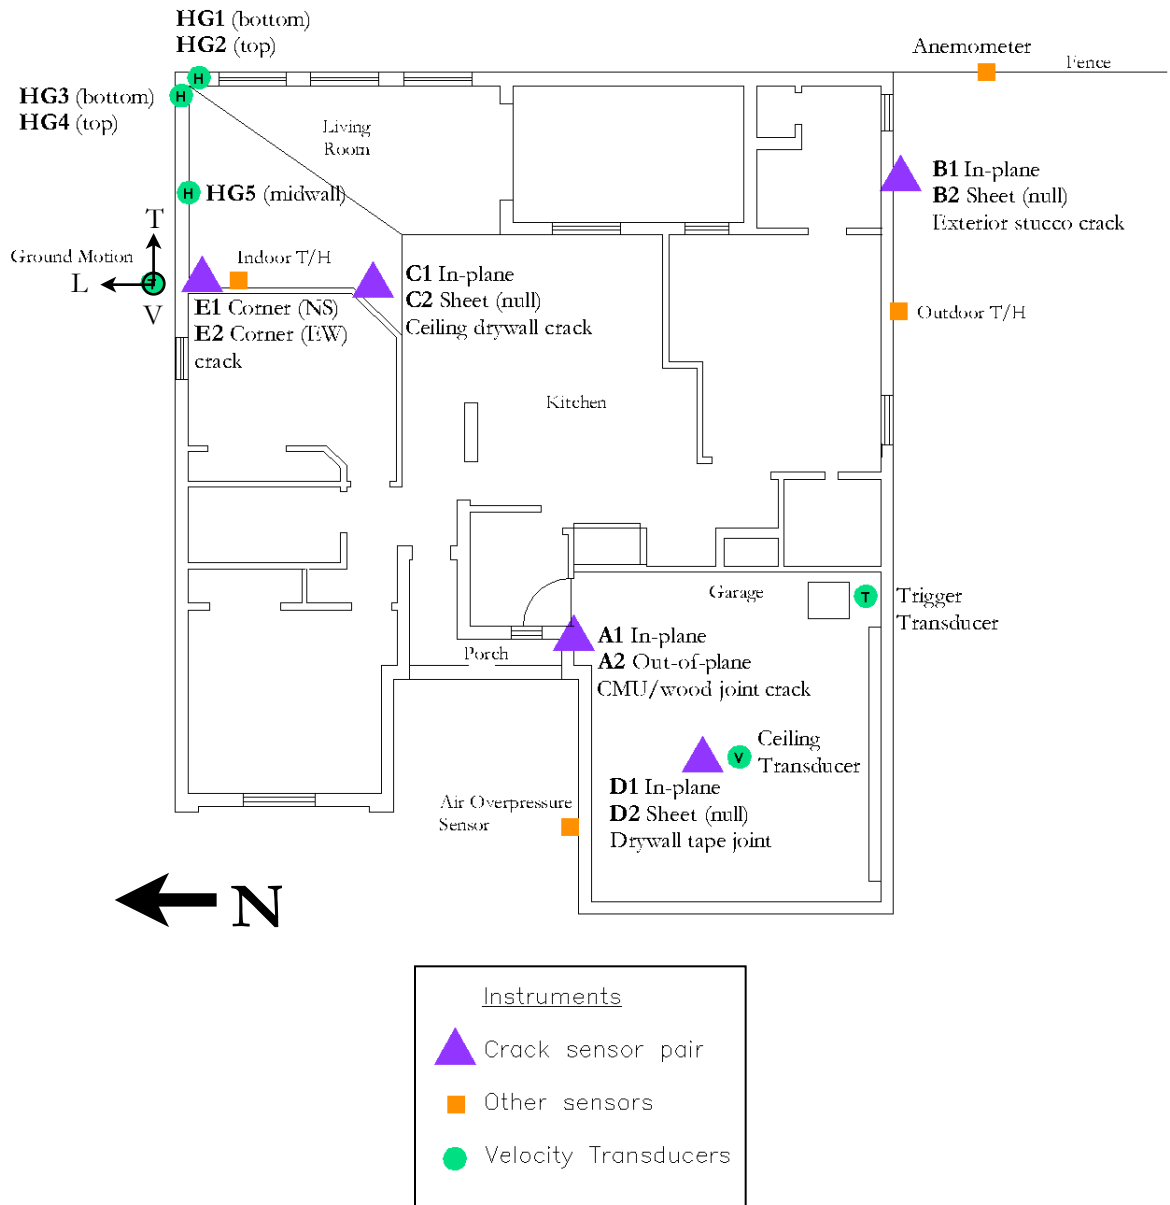 HG1 (bottom)
HG2 (top)
Anemometer
Fence
HG3 (bottom)
HG4 (top)
H
H
Living
Room
B1 In-plane
B2 Sheet (null)
Exterior stucco crack
H
HG5 (midwall)
T
Ground Motion
L
V
Indoor T/H
C1 In-plane
C2 Sheet (null)
Ceiling drywall crack
E1 Corner (NS)
E2 Corner (EW)
crack
Outdoor T/H
Kitchen
Garage
T
Trigger
Transducer
Porch
A1 In-plane
A2 Out-of-plane
CMU/wood joint crack
V
Ceiling
Transducer
D1 In-plane
D2 Sheet (null)
Drywall tape joint
Air Overpressure
Sensor
N
Instruments
Crack sensor pair
Other sensors
Velocity Transducers